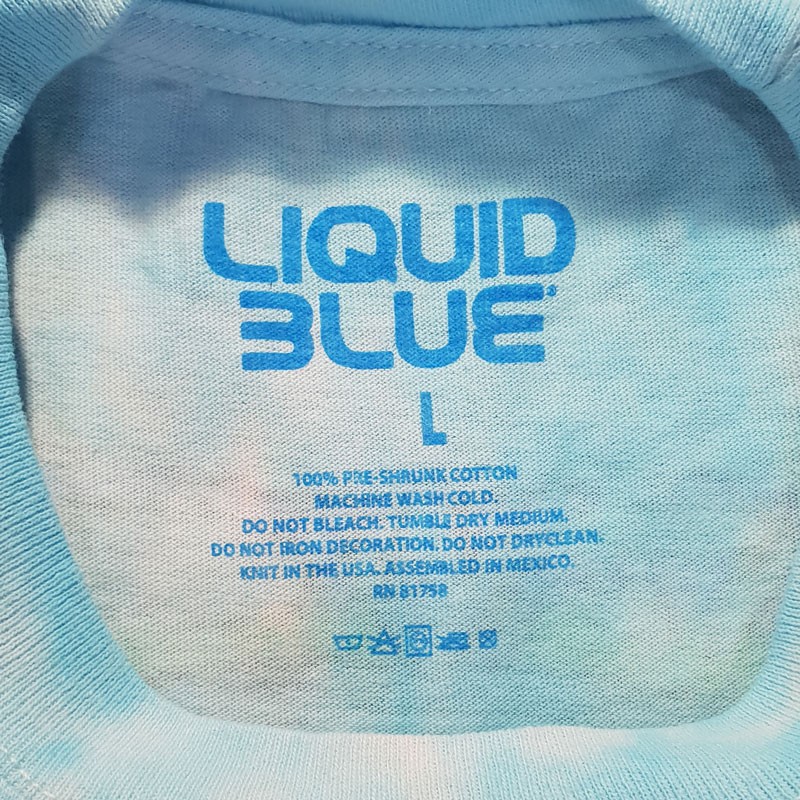 LIQUID
BLUE®
L
100% PRE-SHRUNK COTTON
MACHINE WASH COLD.
DO NOT BLEACH. TUMBLE DRY MEDIUM.
DO NOT IRON DECORATION. DO NOT DRYCLEAN.
KNIT IN THE USA. ASSEMBLED IN MEXICO.
RN 81758